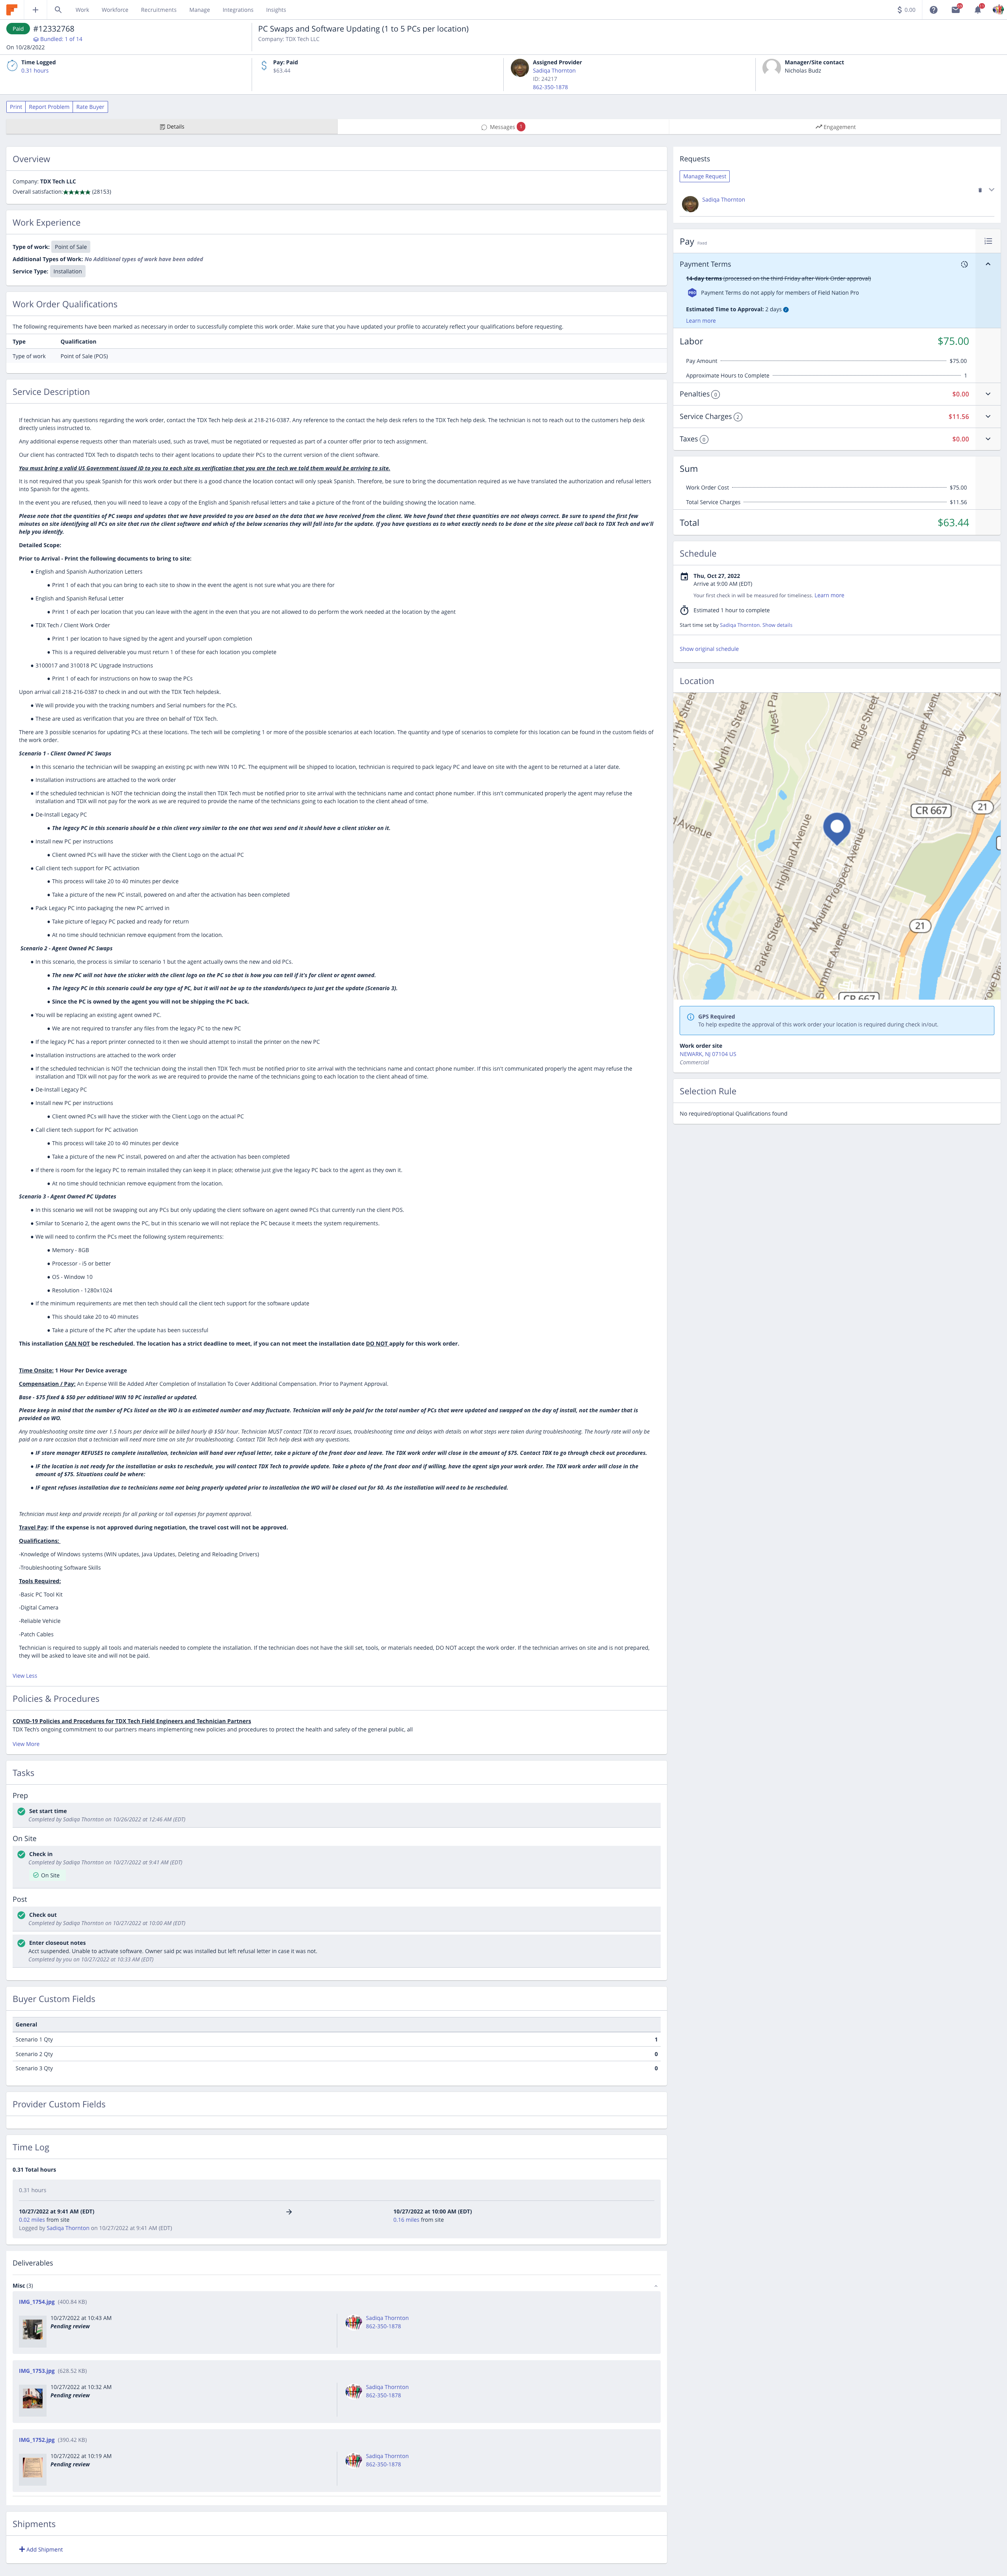 Work Workforce Recruitments Manage Integrations Insights
$ 0.00
Paid #12332768
Bundled: 1 of 14
On 10/28/2022
PC Swaps and Software Updating (1 to 5 PCs per location)
Company: TDX Tech LLC
Time Logged
0.31 hours
Pay: Paid
$63.44
Assigned Provider
Sadiqa Thornton
ID: 24217
862-350-1878
Manager/Site contact
Nicholas Budz
Print Report Problem Rate Buyer
Details
Messages 1
Engagement
Overview
Company: TDX Tech LLC
Overall satisfaction: ★★★★★ (28153)
Work Experience
Type of work: Point of Sale
Additional Types of Work: No Additional types of work have been added
Service Type: Installation
Work Order Qualifications
The following requirements have been marked as necessary in order to successfully complete this work order. Make sure that you have updated your profile to accurately reflect your qualifications before requesting.
Type Qualification
Type of work Point of Sale (POS)
Service Description
If technician has any questions regarding the work order, contact the TDX Tech help desk at 218-216-0387. Any reference to the contact the help desk refers to the TDX Tech help desk. The technician is not to reach out to the customers help desk
directly unless instructed to.
Any additional expense requests other than materials used, such as travel, must be negotiated or requested as part of a counter offer prior to tech assignment.
Our client has contracted TDX Tech to dispatch techs to their agent locations to update their PCs to the current version of the client software.
You must bring a valid US Government issued ID to you to each site as verification that you are the tech we told them would be arriving to site.
It is not required that you speak Spanish for this work order but there is a good chance the location contact will only speak Spanish. Therefore, be sure to bring the documentation required as we have translated the authorization and refusal letters
into Spanish for the agents.
In the event you are refused, then you will need to leave a copy of the English and Spanish refusal letters and take a picture of the front of the building showing the location name.
Please note that the quantities of PC swaps and updates that we have provided to you are based on the data that we have received from the client. We have found that these quantities are not always correct. Be sure to spend the first few
minutes on site identifying all PCs on site that run the client software and which of the below scenarios they will fall into for the update. If you have questions as to what exactly needs to be done at the site please call back to TDX Tech and we'll
help you identify.
Detailed Scope:
Prior to Arrival - Print the following documents to bring to site:
● English and Spanish Authorization Letters
● Print 1 of each that you can bring to each site to show in the event the agent is not sure what you are there for
● English and Spanish Refusal Letter
● Print 1 of each per location that you can leave with the agent in the even that you are not allowed to do perform the work needed at the location by the agent
● TDX Tech / Client Work Order
● Print 1 per location to have signed by the agent and yourself upon completion
● This is a required deliverable you must return 1 of these for each location you complete
● 3100017 and 310018 PC Upgrade Instructions
● Print 1 of each for instructions on how to swap the PCs
Upon arrival call 218-216-0387 to check in and out with the TDX Tech helpdesk.
● We will provide you with the tracking numbers and Serial numbers for the PCs.
● These are used as verification that you are three on behalf of TDX Tech.
There are 3 possible scenarios for updating PCs at these locations. The tech will be completing 1 or more of the possible scenarios at each location. The quantity and type of scenarios to complete for this location can be found in the custom fields of
the work order.
Scenario 1 - Client Owned PC Swaps
● In this scenario the technician will be swapping an existing pc with new WIN 10 PC. The equipment will be shipped to location, technician is required to pack legacy PC and leave on site with the agent to be returned at a later date.
● Installation instructions are attached to the work order
● If the scheduled technician is NOT the technician doing the install then TDX Tech must be notified prior to site arrival with the technicians name and contact phone number. If this isn't communicated properly the agent may refuse the
installation and TDX will not pay for the work as we are required to provide the name of the technicians going to each location to the client ahead of time.
● De-Install Legacy PC
● The legacy PC in this scenario should be a thin client very similar to the one that was send and it should have a client sticker on it.
● Install new PC per instructions
● Client owned PCs will have the sticker with the Client Logo on the actual PC
● Call client tech support for PC activiation
● This process will take 20 to 40 minutes per device
● Take a picture of the new PC install, powered on and after the activation has been completed
● Pack Legacy PC into packaging the new PC arrived in
● Take picture of legacy PC packed and ready for return
● At no time should technician remove equipment from the location.
Scenario 2 - Agent Owned PC Swaps
● In this scenario, the process is similar to scenario 1 but the agent actually owns the new and old PCs.
● The new PC will not have the sticker with the client logo on the PC so that is how you can tell if it's for client or agent owned.
● The legacy PC in this scenario could be any type of PC, but it will not be up to the standards/specs to just get the update (Scenario 3).
● Since the PC is owned by the agent you will not be shipping the PC back.
● You will be replacing an existing agent owned PC.
● We are not required to transfer any files from the legacy PC to the new PC
● If the legacy PC has a report printer connected to it then we should attempt to install the printer on the new PC
● Installation instructions are attached to the work order
● If the scheduled technician is NOT the technician doing the install then TDX Tech must be notified prior to site arrival with the technicians name and contact phone number. If this isn't communicated properly the agent may refuse the
installation and TDX will not pay for the work as we are required to provide the name of the technicians going to each location to the client ahead of time.
● De-Install Legacy PC
● Install new PC per instructions
● Client owned PCs will have the sticker with the Client Logo on the actual PC
● Call client tech support for PC activation
● This process will take 20 to 40 minutes per device
● Take a picture of the new PC install, powered on and after the activation has been completed
● If there is room for the legacy PC to remain installed they can keep it in place; otherwise just give the legacy PC back to the agent as they own it.
● At no time should technician remove equipment from the location.
Scenario 3 - Agent Owned PC Updates
● In this scenario we will not be swapping out any PCs but only updating the client software on agent owned PCs that currently run the client POS.
● Similar to Scenario 2, the agent owns the PC, but in this scenario we will not replace the PC because it meets the system requirements.
● We will need to confirm the PCs meet the following system requirements:
● Memory - 8GB
● Processor - i5 or better
● OS - Window 10
● Resolution - 1280x1024
● If the minimum requirements are met then tech should call the client tech support for the software update
● This should take 20 to 40 minutes
● Take a picture of the PC after the update has been successful
This installation CAN NOT be rescheduled. The location has a strict deadline to meet, if you can not meet the installation date DO NOT apply for this work order.
Time Onsite: 1 Hour Per Device average
Compensation / Pay: An Expense Will Be Added After Completion of Installation To Cover Additional Compensation. Prior to Payment Approval.
Base - $75 fixed & $50 per additional WIN 10 PC installed or updated.
Please keep in mind that the number of PCs listed on the WO is an estimated number and may fluctuate. Technician will only be paid for the total number of PCs that were updated and swapped on the day of install, not the number that is
provided on WO.
Any troubleshooting onsite time over 1.5 hours per device will be billed hourly @ $50/ hour. Technician MUST contact TDX to record issues, troubleshooting time and delays with details on what steps were taken during troubleshooting. The hourly rate will only be
paid on a rare occasion that a technician will need more time on site for troubleshooting. Contact TDX Tech help desk with any questions.
● IF store manager REFUSES to complete installation, technician will hand over refusal letter, take a picture of the front door and leave. The TDX work order will close in the amount of $75. Contact TDX to go through check out procedures.
● IF the location is not ready for the installation or asks to reschedule, you will contact TDX Tech to provide update. Take a photo of the front door and if willing, have the agent sign your work order. The TDX work order will close in the
amount of $75. Situations could be where:
● IF agent refuses installation due to technicians name not being properly updated prior to installation the WO will be closed out for $0. As the installation will need to be rescheduled.
Technician must keep and provide receipts for all parking or toll expenses for payment approval.
Travel Pay: If the expense is not approved during negotiation, the travel cost will not be approved.
Qualifications:
-Knowledge of Windows systems (WIN updates, Java Updates, Deleting and Reloading Drivers)
-Troubleshooting Software Skills
Tools Required:
-Basic PC Tool Kit
-Digital Camera
-Reliable Vehicle
-Patch Cables
Technician is required to supply all tools and materials needed to complete the installation. If the technician does not have the skill set, tools, or materials needed, DO NOT accept the work order. If the technician arrives on site and is not prepared,
they will be asked to leave site and will not be paid.
View Less
Policies & Procedures
COVID-19 Policies and Procedures for TDX Tech Field Engineers and Technician Partners
TDX Tech's ongoing commitment to our partners means implementing new policies and procedures to protect the health and safety of the general public, all
View More
Tasks
Prep
Set start time
Completed by Sadiqa Thornton on 10/26/2022 at 12:46 AM (EDT)
On Site
Check in
Completed by Sadiqa Thornton on 10/27/2022 at 9:41 AM (EDT)
On Site
Post
Check out
Completed by Sadiqa Thornton on 10/27/2022 at 10:00 AM (EDT)
Enter closeout notes
Acct suspended. Unable to activate software. Owner said pc was installed but left refusal letter in case it was not.
Completed by you on 10/27/2022 at 10:33 AM (EDT)
Buyer Custom Fields
General
Scenario 1 Qty 1
Scenario 2 Qty 0
Scenario 3 Qty 0
Provider Custom Fields
Time Log
0.31 Total hours
0.31 hours
10/27/2022 at 9:41 AM (EDT) → 10/27/2022 at 10:00 AM (EDT)
0.02 miles from site 0.16 miles from site
Logged by Sadiqa Thornton on 10/27/2022 at 9:41 AM (EDT)
Deliverables
Misc (3)
IMG_1754.jpg (400.84 KB)
10/27/2022 at 10:43 AM Sadiqa Thornton
Pending review 862-350-1878
IMG_1753.jpg (628.52 KB)
10/27/2022 at 10:32 AM Sadiqa Thornton
Pending review 862-350-1878
IMG_1752.jpg (390.42 KB)
10/27/2022 at 10:19 AM Sadiqa Thornton
Pending review 862-350-1878
Shipments
+ Add Shipment
Requests
Manage Request
Sadiqa Thornton
Pay Fixed
Payment Terms
14-day terms (processed on the third Friday after Work Order approval)
PRO Payment Terms do not apply for members of Field Nation Pro
Estimated Time to Approval: 2 days
Learn more
Labor $75.00
Pay Amount $75.00
Approximate Hours to Complete 1
Penalties 0 $0.00
Service Charges 2 $11.56
Taxes 0 $0.00
Sum
Work Order Cost $75.00
Total Service Charges $11.56
Total $63.44
Schedule
Thu, Oct 27, 2022
Arrive at 9:00 AM (EDT)
Your first check in will be measured for timeliness. Learn more
Estimated 1 hour to complete
Start time set by Sadiqa Thornton. Show details
Show original schedule
Location
North 7th Street
Ridge Street
Summer Avenue
Broadway
CR 667
21
Highland Avenue
Mount Prospect Avenue
Parker Street
Summer Avenue
21
CR 667
GPS Required
To help expedite the approval of this work order your location is required during check in/out.
Work order site
NEWARK, NJ 07104 US
Commercial
Selection Rule
No required/optional Qualifications found